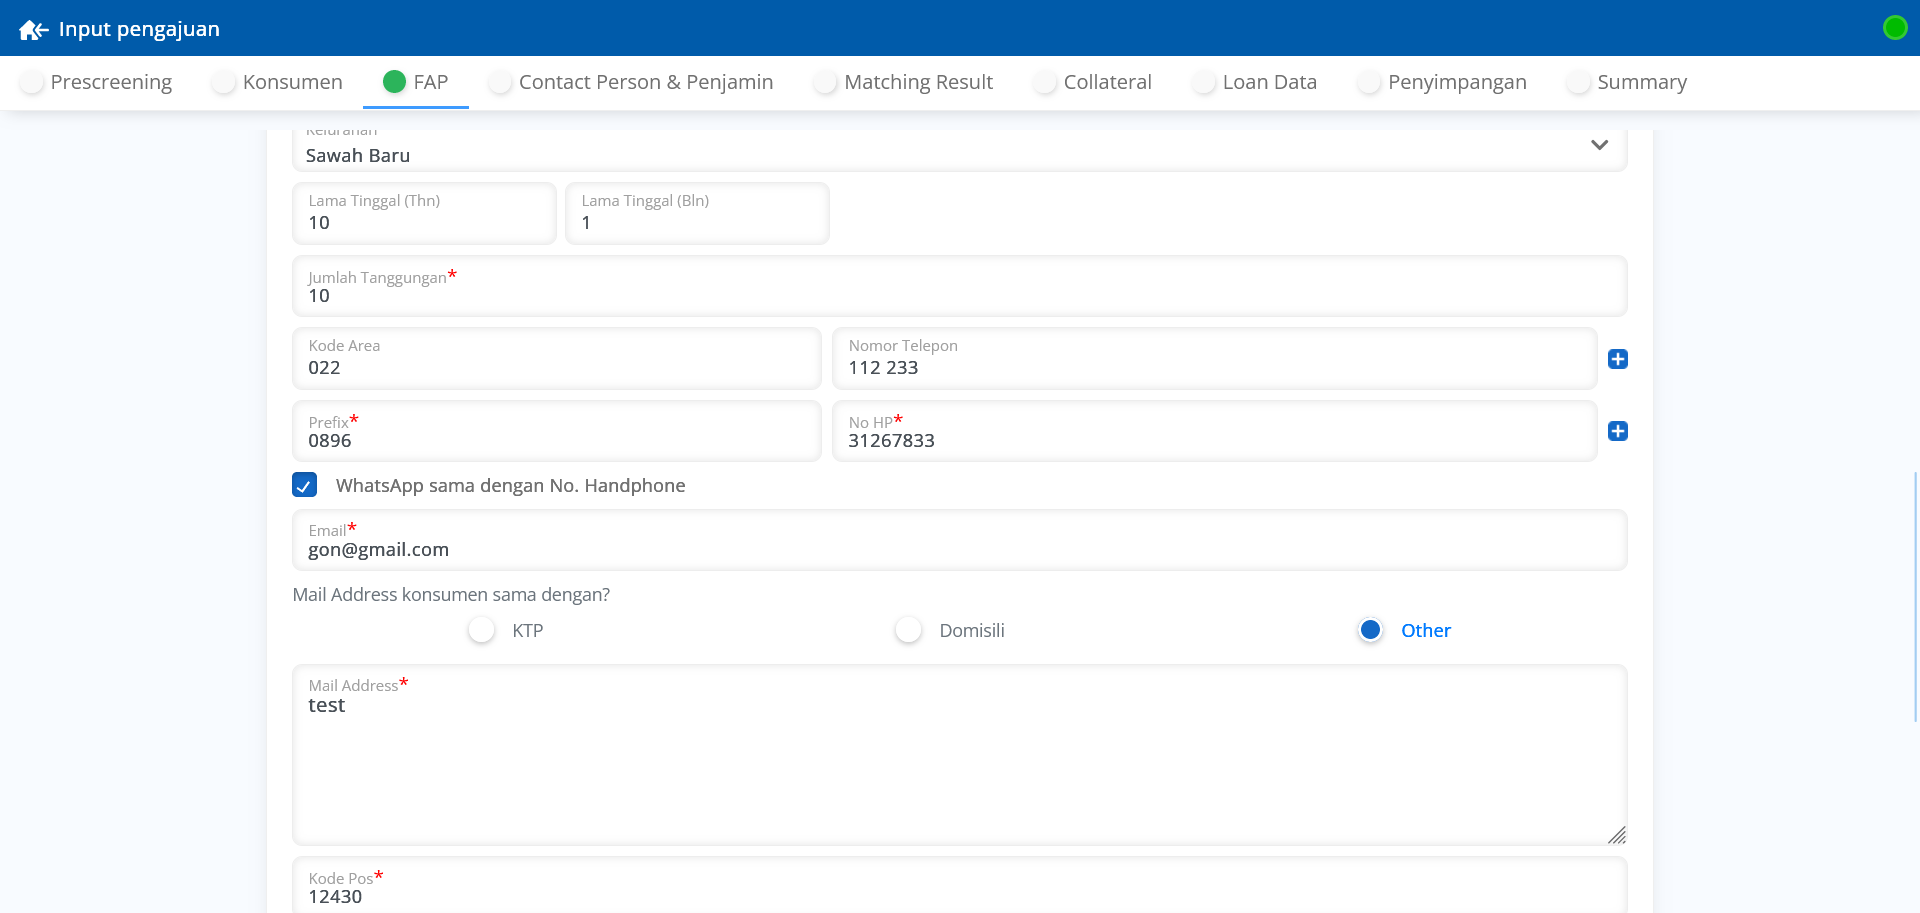 Input pengajuan
Prescreening Konsumen FAP Contact Person & Penjamin Matching Result Collateral Loan Data Penyimpangan Summary
Kelurahan
Sawah Baru
Lama Tinggal (Thn) Lama Tinggal (Bln)
10 1
Jumlah Tanggungan*
10
Kode Area Nomor Telepon
022 112 233
Prefix* No HP*
0896 31267833
WhatsApp sama dengan No. Handphone
Email*
gon@gmail.com
Mail Address konsumen sama dengan?
KTP Domisili Other
Mail Address*
test
Kode Pos*
12430